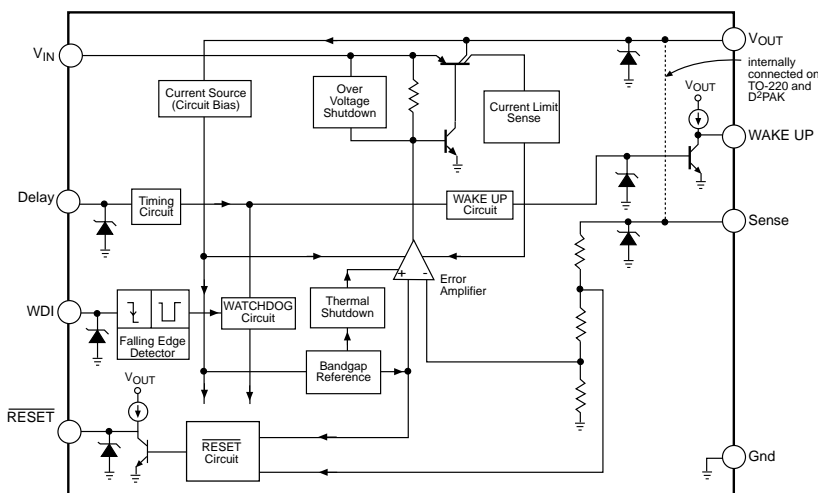 VIN
VOUT
Current Source
(Circuit Bias)
Over
Voltage
Shutdown
Current Limit
Sense
internally
connected on
TO-220 and
D2PAK
VOUT
WAKE UP
Delay
Timing
Circuit
WAKE UP
Circuit
Sense
+ -
Error
Amplifier
WDI
Falling Edge
Detector
WATCHDOG
Circuit
Thermal
Shutdown
Bandgap
Reference
VOUT
RESET
RESET
Circuit
Gnd